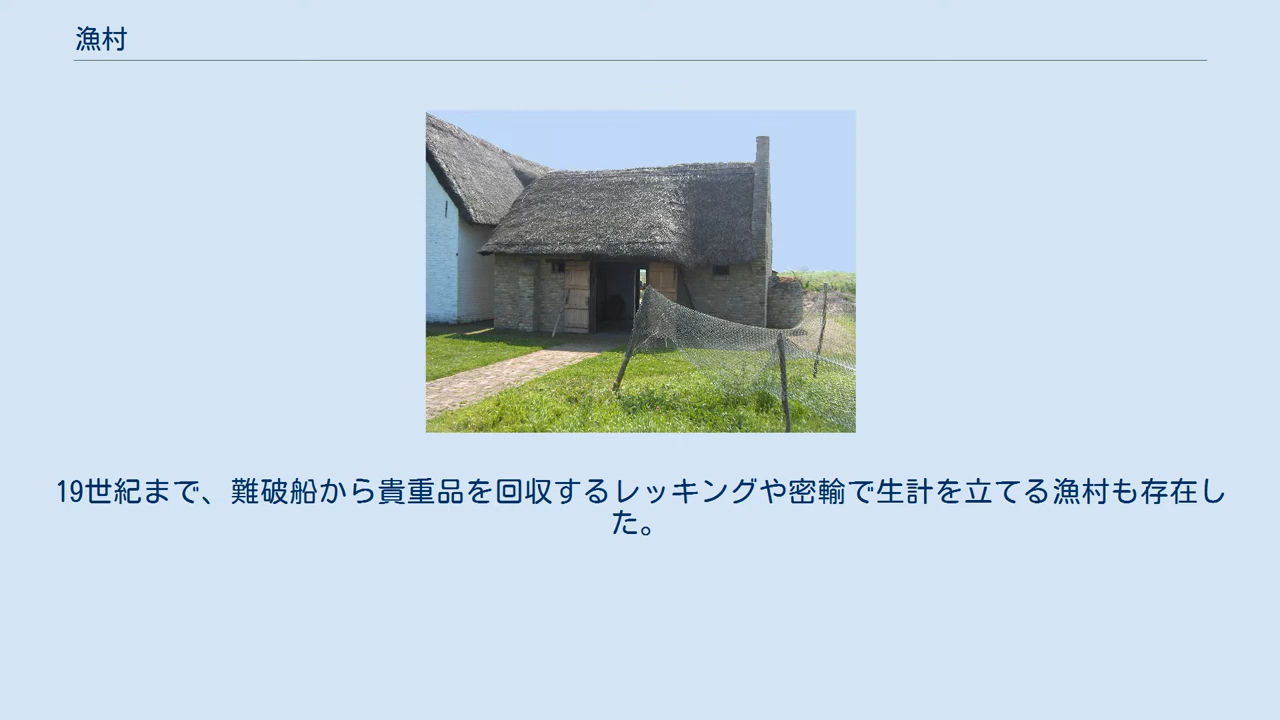 漁村
19世紀まで、難破船から貴重品を回収するレッキングや密輸で生計を立てる漁村も存在し
た。